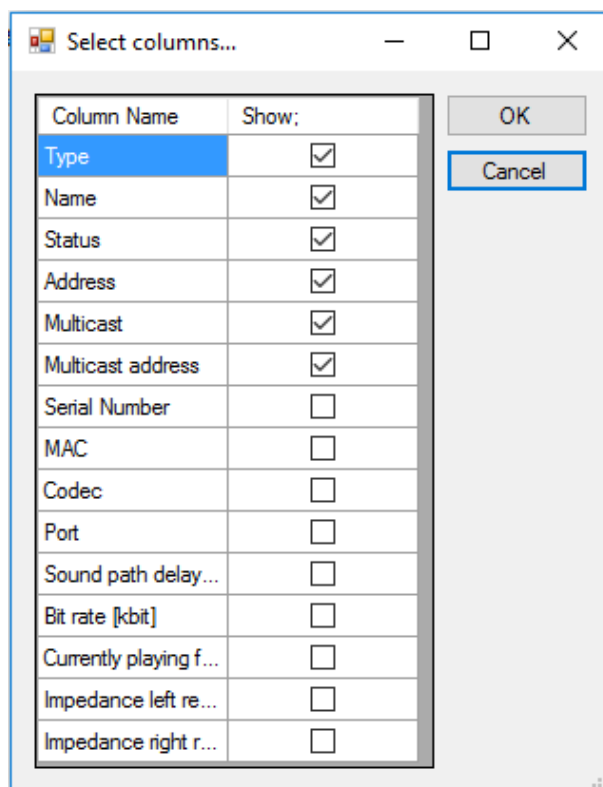 Select columns...
Column Name Show;
OK
Type
Cancel
Name
Status
Address
Multicast
Multicast address
Serial Number
MAC
Codec
Port
Sound path delay...
Bit rate [kbit]
Currently playing f...
Impedance left re...
Impedance right r...